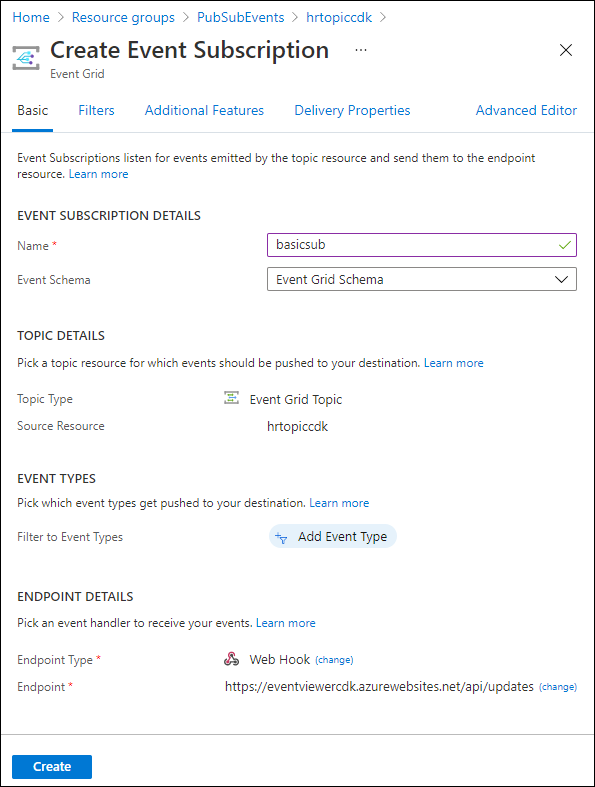 Home > Resource groups > PubSubEvents > hrtopiccdk >
Create Event Subscription ...
Event Grid
Basic Filters Additional Features Delivery Properties Advanced Editor
Event Subscriptions listen for events emitted by the topic resource and send them to the endpoint
resource. Learn more
EVENT SUBSCRIPTION DETAILS
Name * basicsub
Event Schema Event Grid Schema
TOPIC DETAILS
Pick a topic resource for which events should be pushed to your destination. Learn more
Topic Type Event Grid Topic
Source Resource hrtopiccdk
EVENT TYPES
Pick which event types get pushed to your destination. Learn more
Filter to Event Types Add Event Type
ENDPOINT DETAILS
Pick an event handler to receive your events. Learn more
Endpoint Type * Web Hook (change)
Endpoint * https://eventviewercdk.azurewebsites.net/api/updates (change)
Create